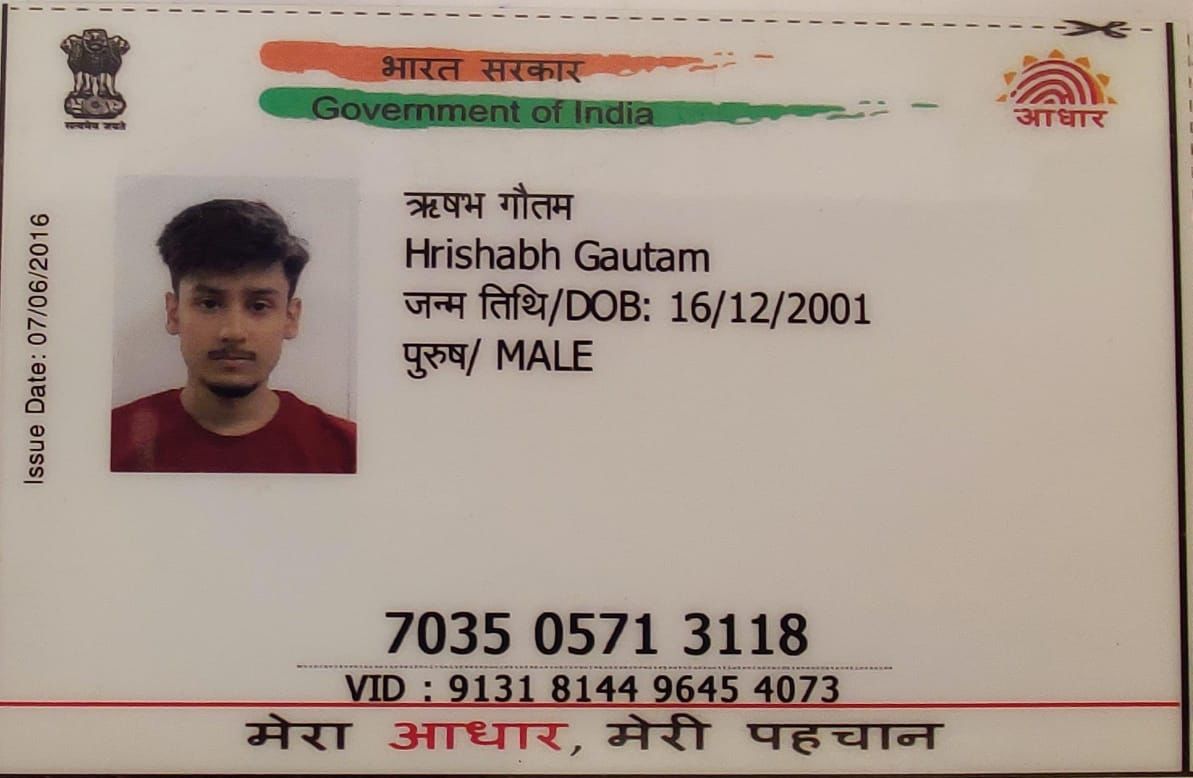 भारत सरकार
Government of India
सत्यमेव जयते
आधार
Issue Date: 07/06/2016
ऋषभ गौतम
Hrishabh Gautam
जन्म तिथि/DOB: 16/12/2001
पुरुष/ MALE
7035 0571 3118
VID : 9131 8144 9645 4073
मेरा आधार, मेरी पहचान